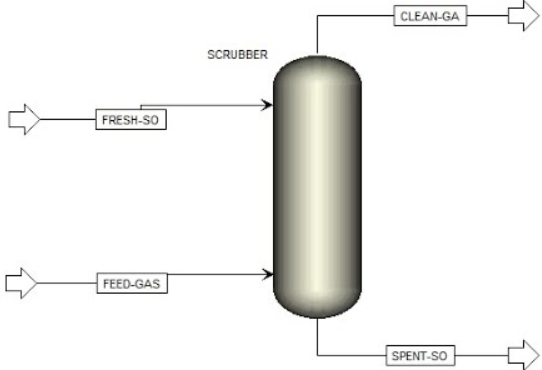 CLEAN-GA
SCRUBBER
FRESH-SO
FEED-GAS
SPENT-SO